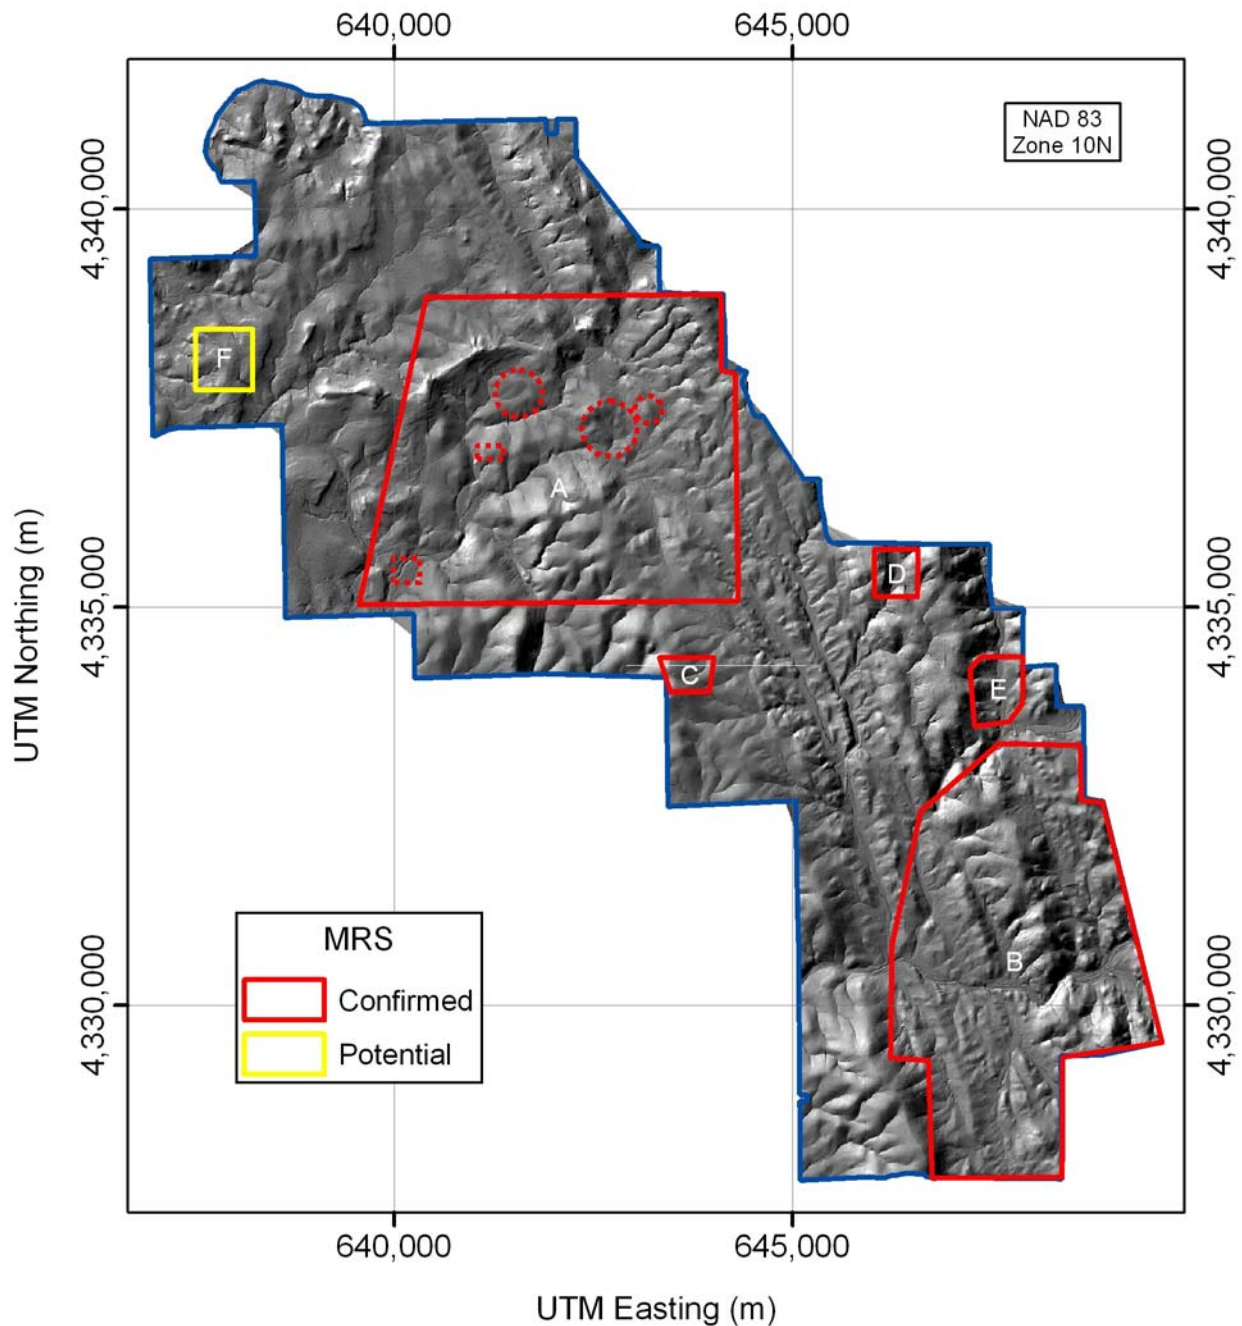 640,000
645,000
NAD 83
Zone 10N
4,340,000
4,340,000
F
A
4,335,000
4,335,000
D
C
E
UTM Northing (m)
B
MRS
Confirmed
Potential
4,330,000
4,330,000
640,000
645,000
UTM Easting (m)